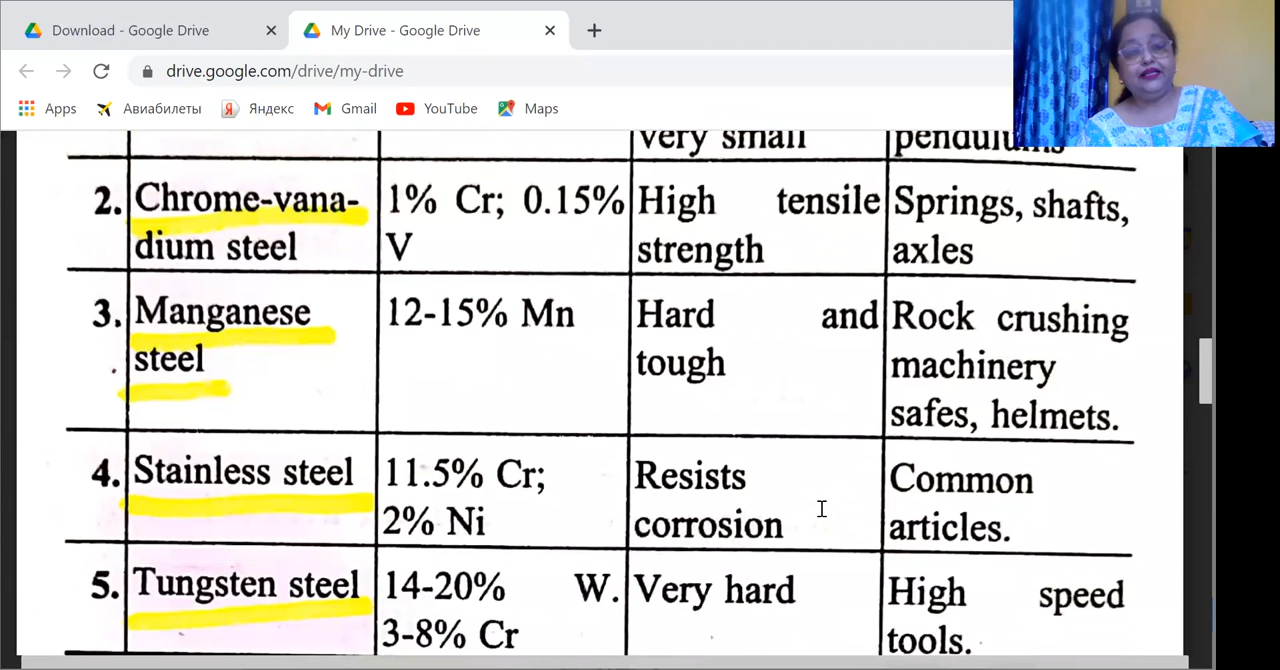 Download - Google Drive
My Drive - Google Drive
drive.google.com/drive/my-drive
Apps Авиабилеты Яндекс Gmail YouTube Maps
very small pendulums
2. Chrome-vana- 1% Cr; 0.15% High tensile Springs, shafts,
dium steel V strength axles
3. Manganese 12-15% Mn Hard and Rock crushing
steel tough machinery
safes, helmets.
4. Stainless steel 11.5% Cr; Resists Common
2% Ni corrosion articles.
5. Tungsten steel 14-20% W. Very hard High speed
3-8% Cr tools.